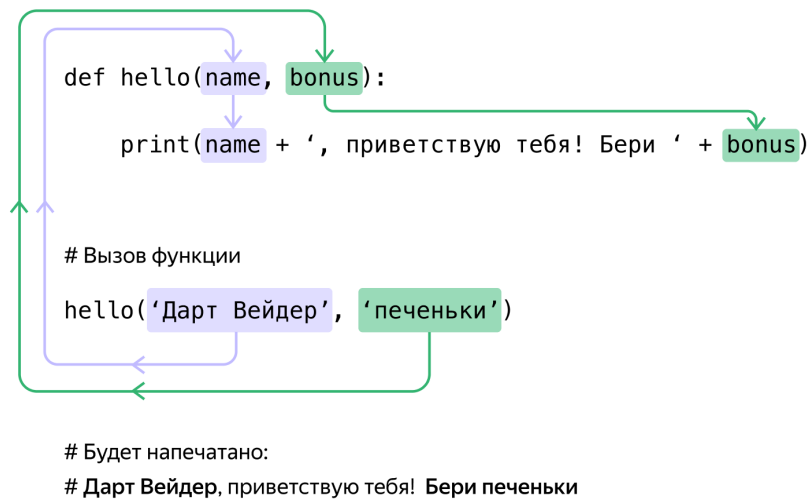 def hello(name, bonus):
print(name + ‘, приветствую тебя! Бери ‘ + bonus)
# Вызов функции
hello(‘Дарт Вейдер’, ‘печеньки’)
# Будет напечатано:
# Дарт Вейдер, приветствую тебя! Бери печеньки